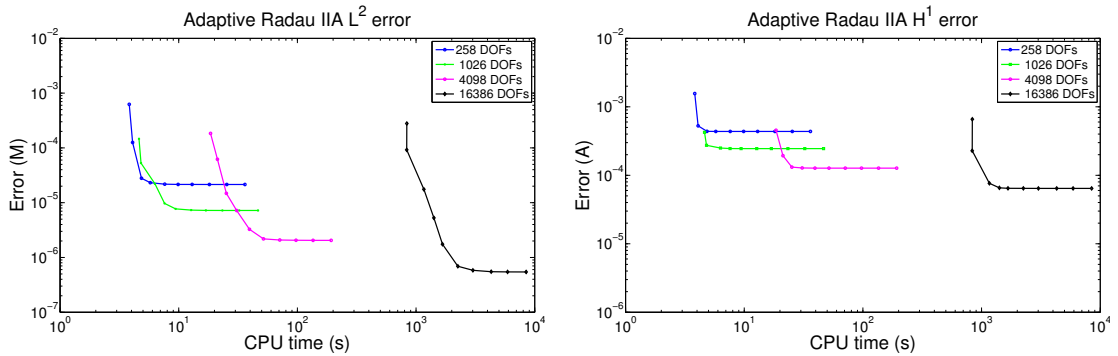 Adaptive Radau IIA L² error
Error (M)
10⁻²
10⁻³
10⁻⁴
10⁻⁵
10⁻⁶
10⁻⁷
10⁰
10¹
10²
10³
10⁴
CPU time (s)
258 DOFs
1026 DOFs
4098 DOFs
16386 DOFs
Adaptive Radau IIA H¹ error
Error (A)
10⁻²
10⁻³
10⁻⁴
10⁻⁵
10⁻⁶
10⁰
10¹
10²
10³
10⁴
CPU time (s)
258 DOFs
1026 DOFs
4098 DOFs
16386 DOFs